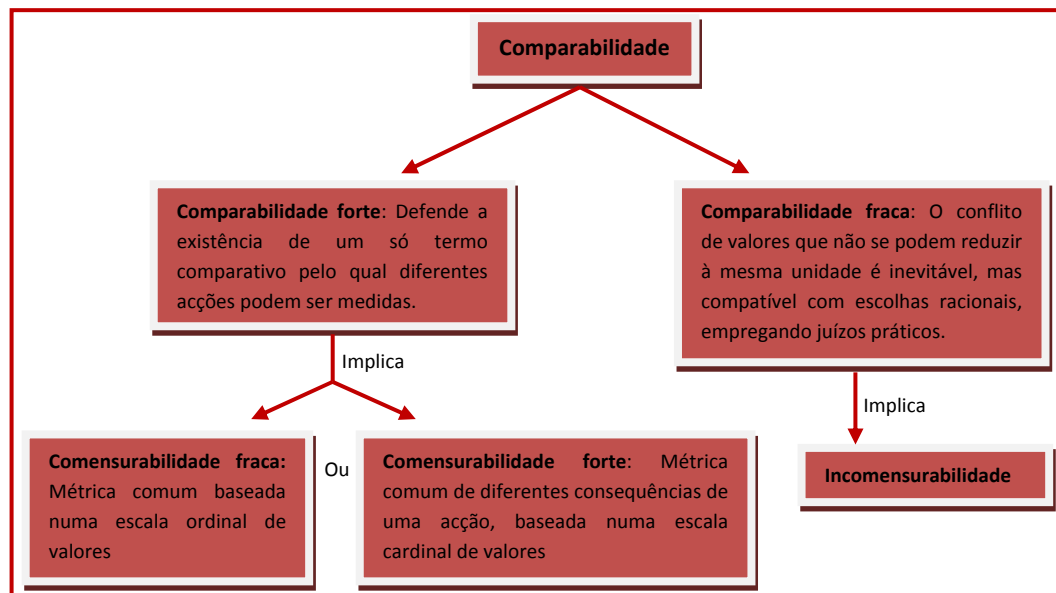 Comparabilidade
Comparabilidade forte: Defende a
existência de um só termo
comparativo pelo qual diferentes
acções podem ser medidas.
Comparabilidade fraca: O conflito
de valores que não se podem reduzir
à mesma unidade é inevitável, mas
compatível com escolhas racionais,
empregando juízos práticos.
Implica
Implica
Comensurabilidade fraca:
Métrica comum baseada
numa escala ordinal de
valores
Ou
Comensurabilidade forte: Métrica
comum de diferentes consequências de
uma acção, baseada numa escala
cardinal de valores
Incomensurabilidade